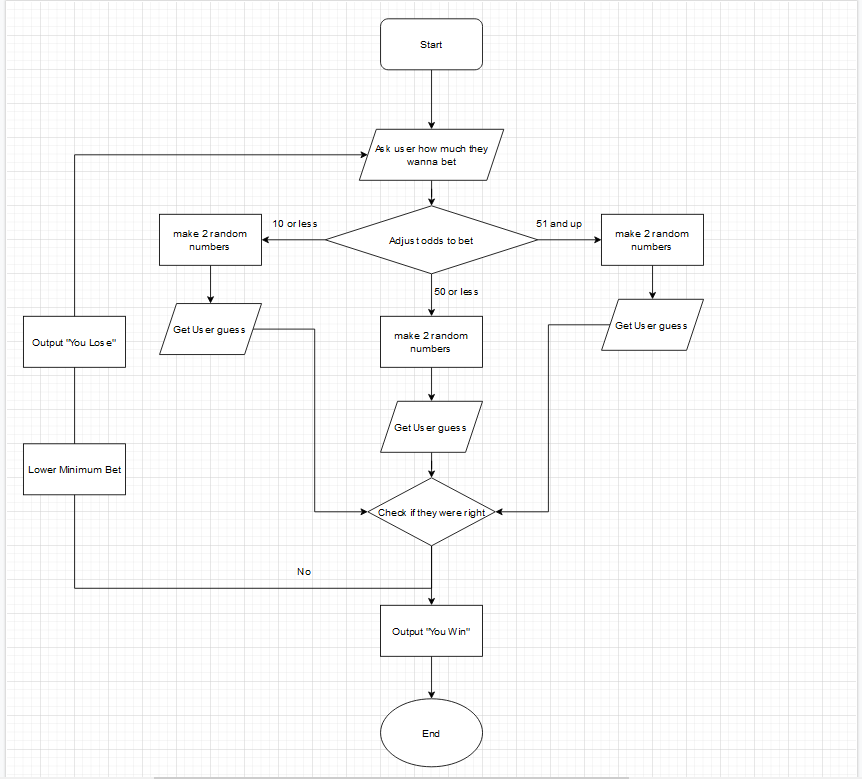 Start
Ask user how much they
wanna bet
10 or less
51 and up
make 2 random
numbers
Adjust odds to bet
make 2 random
numbers
50 or less
Get User guess
Get User guess
Output "You Lose"
make 2 random
numbers
Get User guess
Lower Minimum Bet
Check if they were right
No
Output "You Win"
End